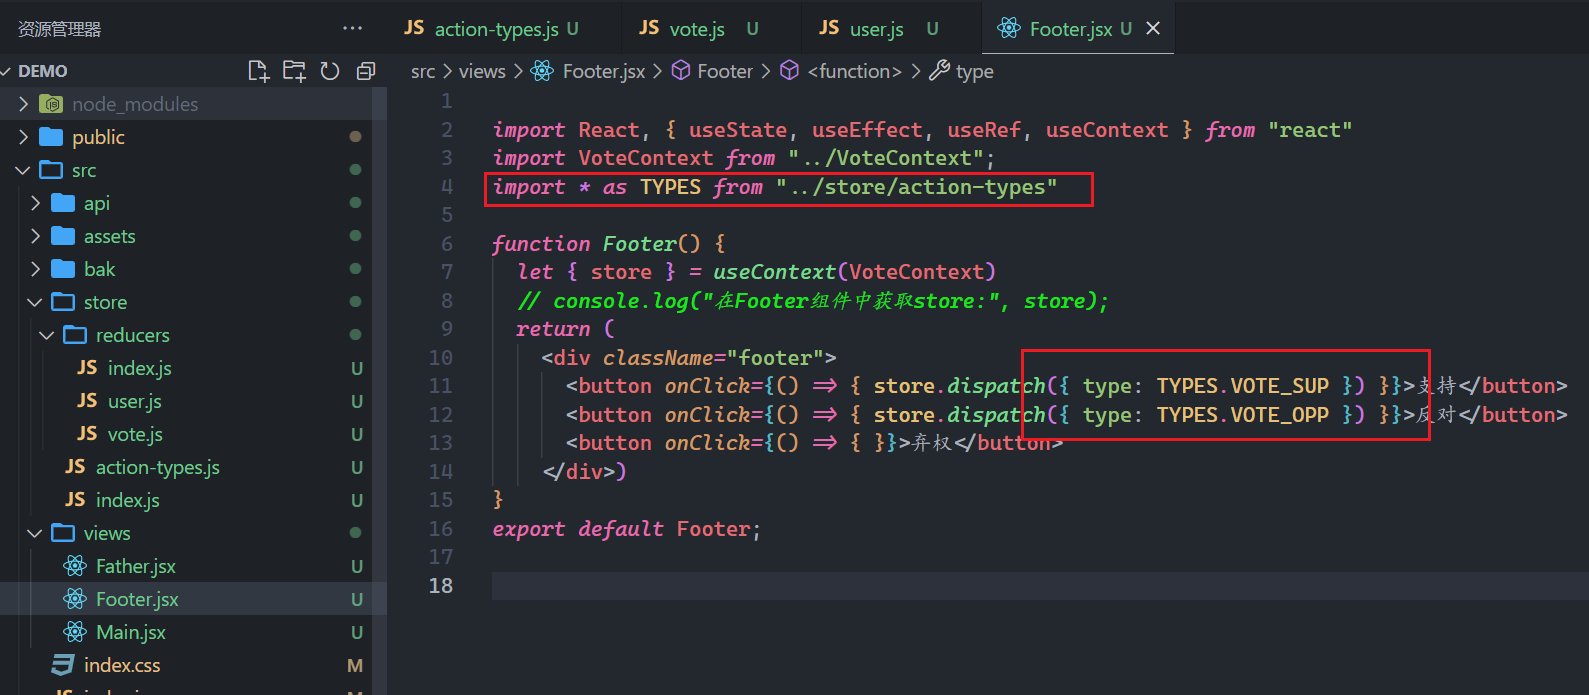 资源管理器 ···
JS action-types.js U
JS vote.js U
JS user.js U
Footer.jsx U
DEMO
src > views > Footer.jsx > Footer > <function> > type
node_modules
public
src
api
assets
bak
store
reducers
JS index.js U
JS user.js U
JS vote.js U
JS action-types.js U
JS index.js U
views
Father.jsx U
Footer.jsx U
Main.jsx U
index.css M
1
2 import React, { useState, useEffect, useRef, useContext } from "react"
3 import VoteContext from "../VoteContext";
4 import * as TYPES from "../store/action-types"
5
6 function Footer() {
7 let { store } = useContext(VoteContext)
8 // console.log("在Footer组件中获取store:", store);
9 return (
10 <div className="footer">
11 <button onClick={() => { store.dispatch({ type: TYPES.VOTE_SUP }) }}>支持</button>
12 <button onClick={() => { store.dispatch({ type: TYPES.VOTE_OPP }) }}>反对</button>
13 <button onClick={() => { }}>弃权</button>
14 </div>)
15 }
16 export default Footer;
17
18